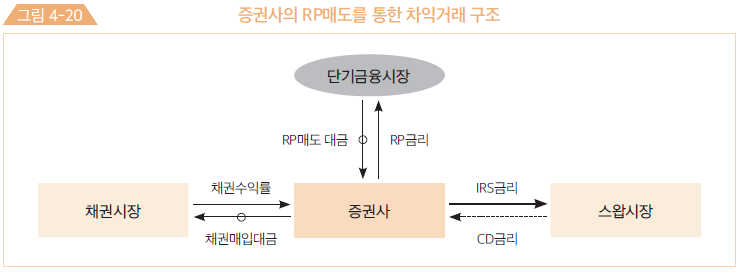 그림 4-20
증권사의 RP매도를 통한 차익거래 구조
단기금융시장
RP매도 대금
RP금리
채권수익률
IRS금리
채권시장
증권사
스왑시장
채권매입대금
CD금리